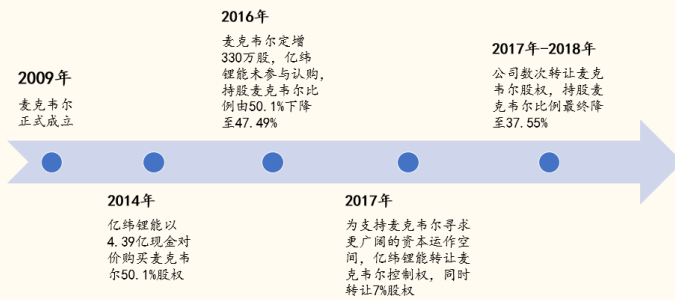 2009年
麦克韦尔
正式成立
2014年
亿纬锂能以
4.39亿现金对
价购买麦克韦
尔50.1%股权
2016年
麦克韦尔定增
330万股，亿纬
锂能未参与认购，
持股麦克韦尔比
例由50.1%下降
至47.49%
2017年
为支持麦克韦尔寻求
更广阔的资本运作空
间，亿纬锂能转让麦
克韦尔控制权，同时
转让7%股权
2017年-2018年
公司数次转让麦克
韦尔股权，持股麦
克韦尔比例最终降
至37.55%